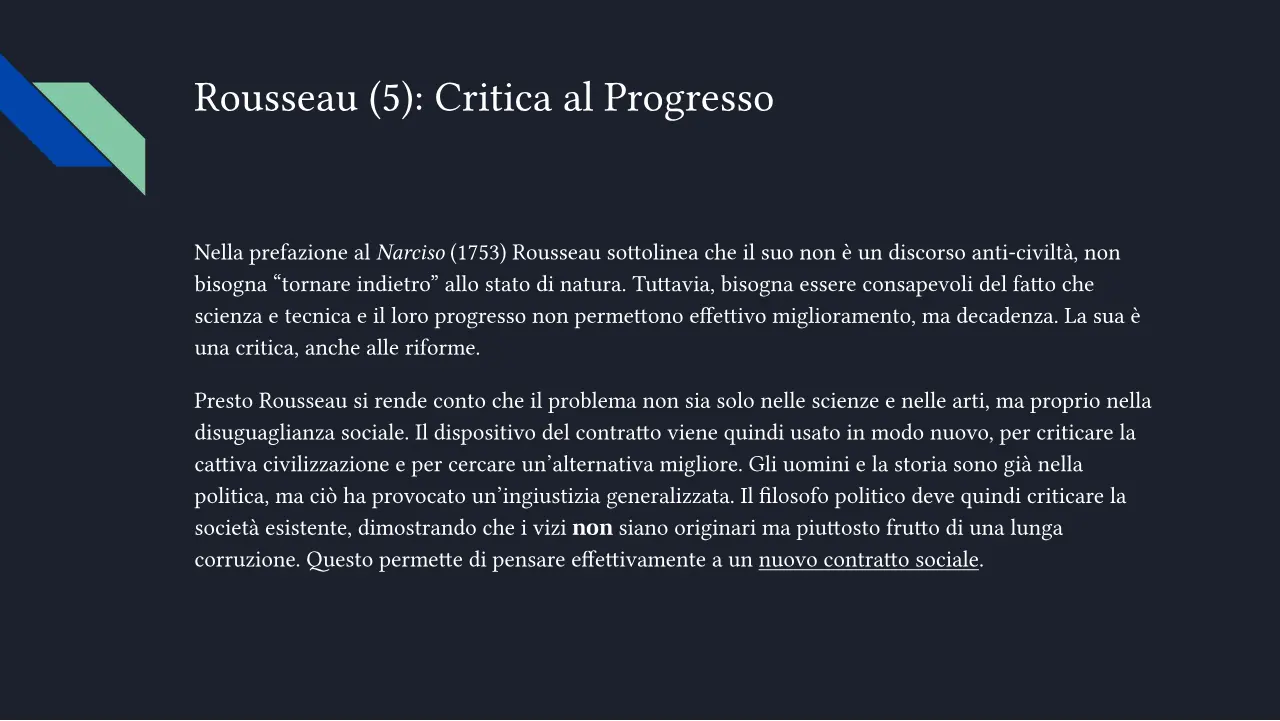 Rousseau (5): Critica al Progresso
Nella prefazione al Narciso (1753) Rousseau sottolinea che il suo non è un discorso anti-civiltà, non
bisogna “tornare indietro” allo stato di natura. Tuttavia, bisogna essere consapevoli del fatto che
scienza e tecnica e il loro progresso non permettono effettivo miglioramento, ma decadenza. La sua è
una critica, anche alle riforme.
Presto Rousseau si rende conto che il problema non sia solo nelle scienze e nelle arti, ma proprio nella
disuguaglianza sociale. Il dispositivo del contratto viene quindi usato in modo nuovo, per criticare la
cattiva civilizzazione e per cercare un’alternativa migliore. Gli uomini e la storia sono già nella
politica, ma ciò ha provocato un’ingiustizia generalizzata. Il filosofo politico deve quindi criticare la
società esistente, dimostrando che i vizi non siano originari ma piuttosto frutto di una lunga
corruzione. Questo permette di pensare effettivamente a un nuovo contratto sociale.